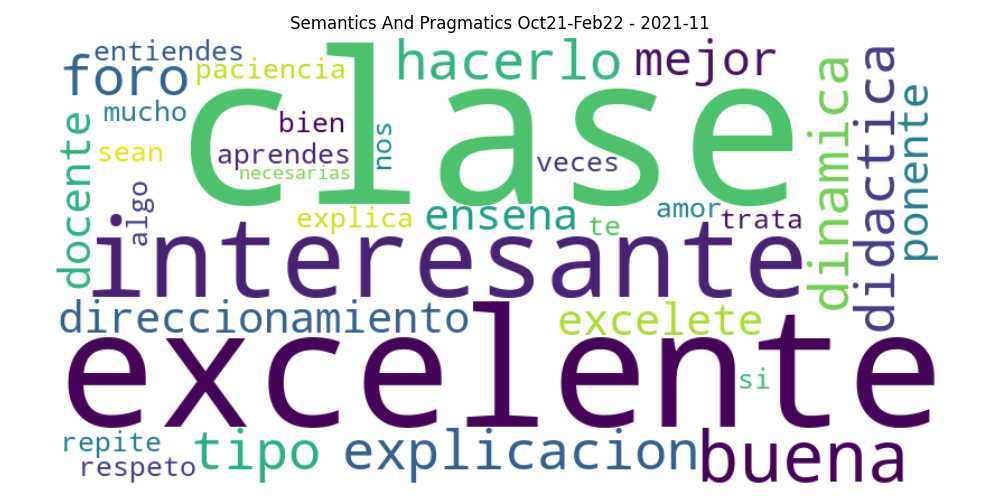 Semantics And Pragmatics Oct21-Feb22 - 2021-11
entiendes
foro
paciencia
hacerlo
mejor
clase
mucho
bien
nos
sean
aprendes
necesarias
veces
docente
algo
explica
ensena
te
amor
trata
dinamica
didactica
ponente
interesante
direccionamiento
excelete
excelente
si
repite
respeto
tipo
explicacion
buena